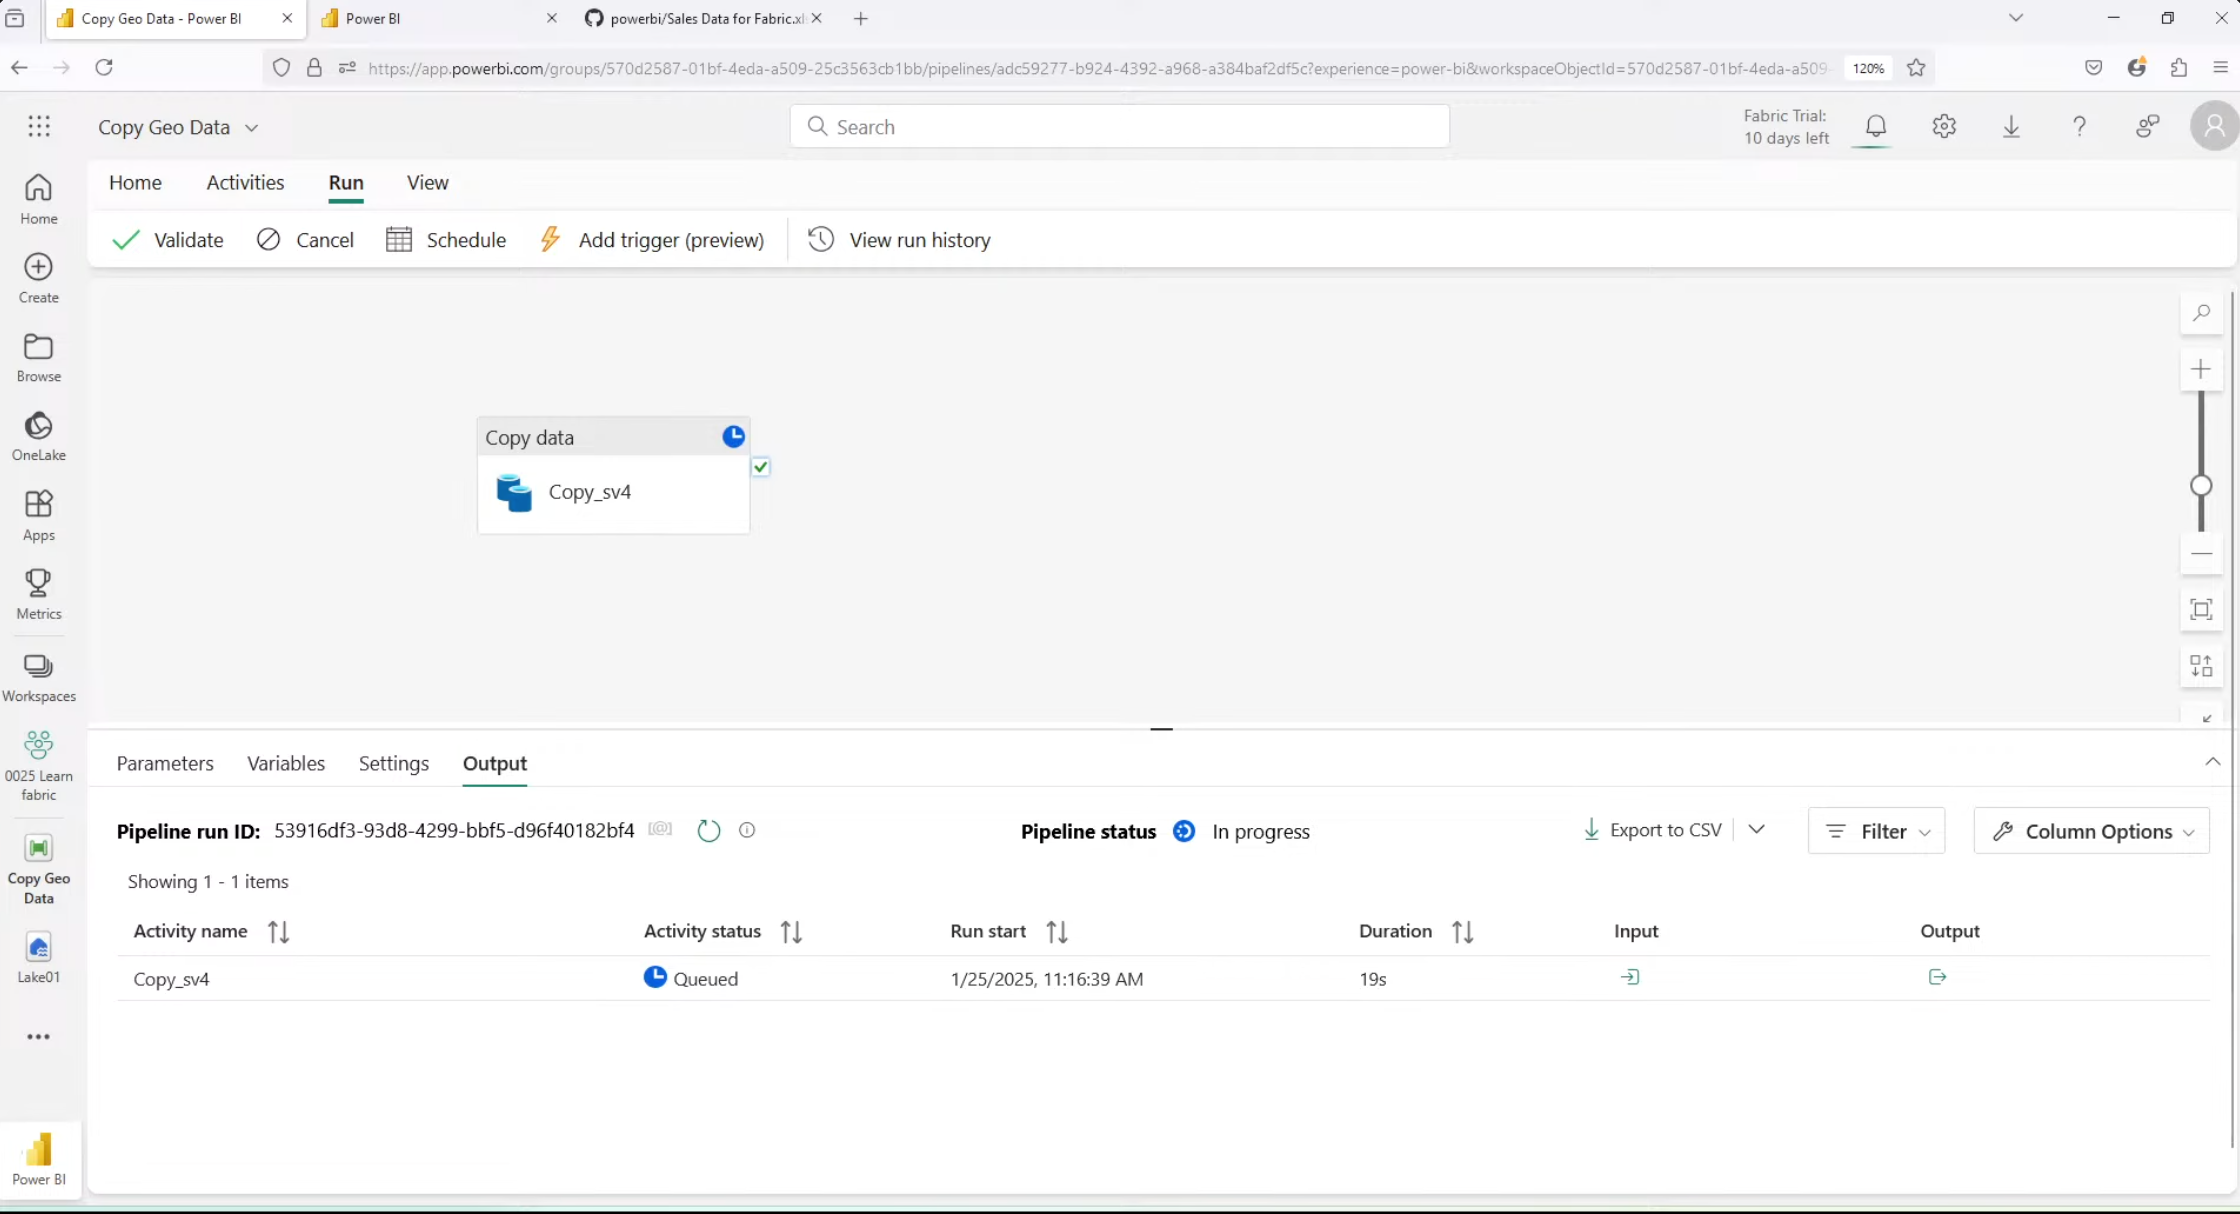 Copy Geo Data - Power BI
Power BI
powerbi/Sales Data for Fabric.xl
https://app.powerbi.com/groups/570d2587-01bf-4eda-a509-25c3563cb1bb/pipelines/adc59277-b924-4392-a968-a384baf2df5c?experience=power-bi&workspaceObjectId=570d2587-01bf-4eda-a509-
120%
Copy Geo Data
Search
Fabric Trial:
10 days left
Home
Activities
Run
View
Validate
Cancel
Schedule
Add trigger (preview)
View run history
Home
Create
Browse
OneLake
Apps
Metrics
Workspaces
0025 Learn
fabric
Copy Geo
Data
Lake01
Power BI
Copy data
Copy_sv4
Parameters
Variables
Settings
Output
Pipeline run ID: 53916df3-93d8-4299-bbf5-d96f40182bf4
Pipeline status In progress
Export to CSV
Filter
Column Options
Showing 1 - 1 items
Activity name Activity status Run start Duration Input Output
Copy_sv4 Queued 1/25/2025, 11:16:39 AM 19s